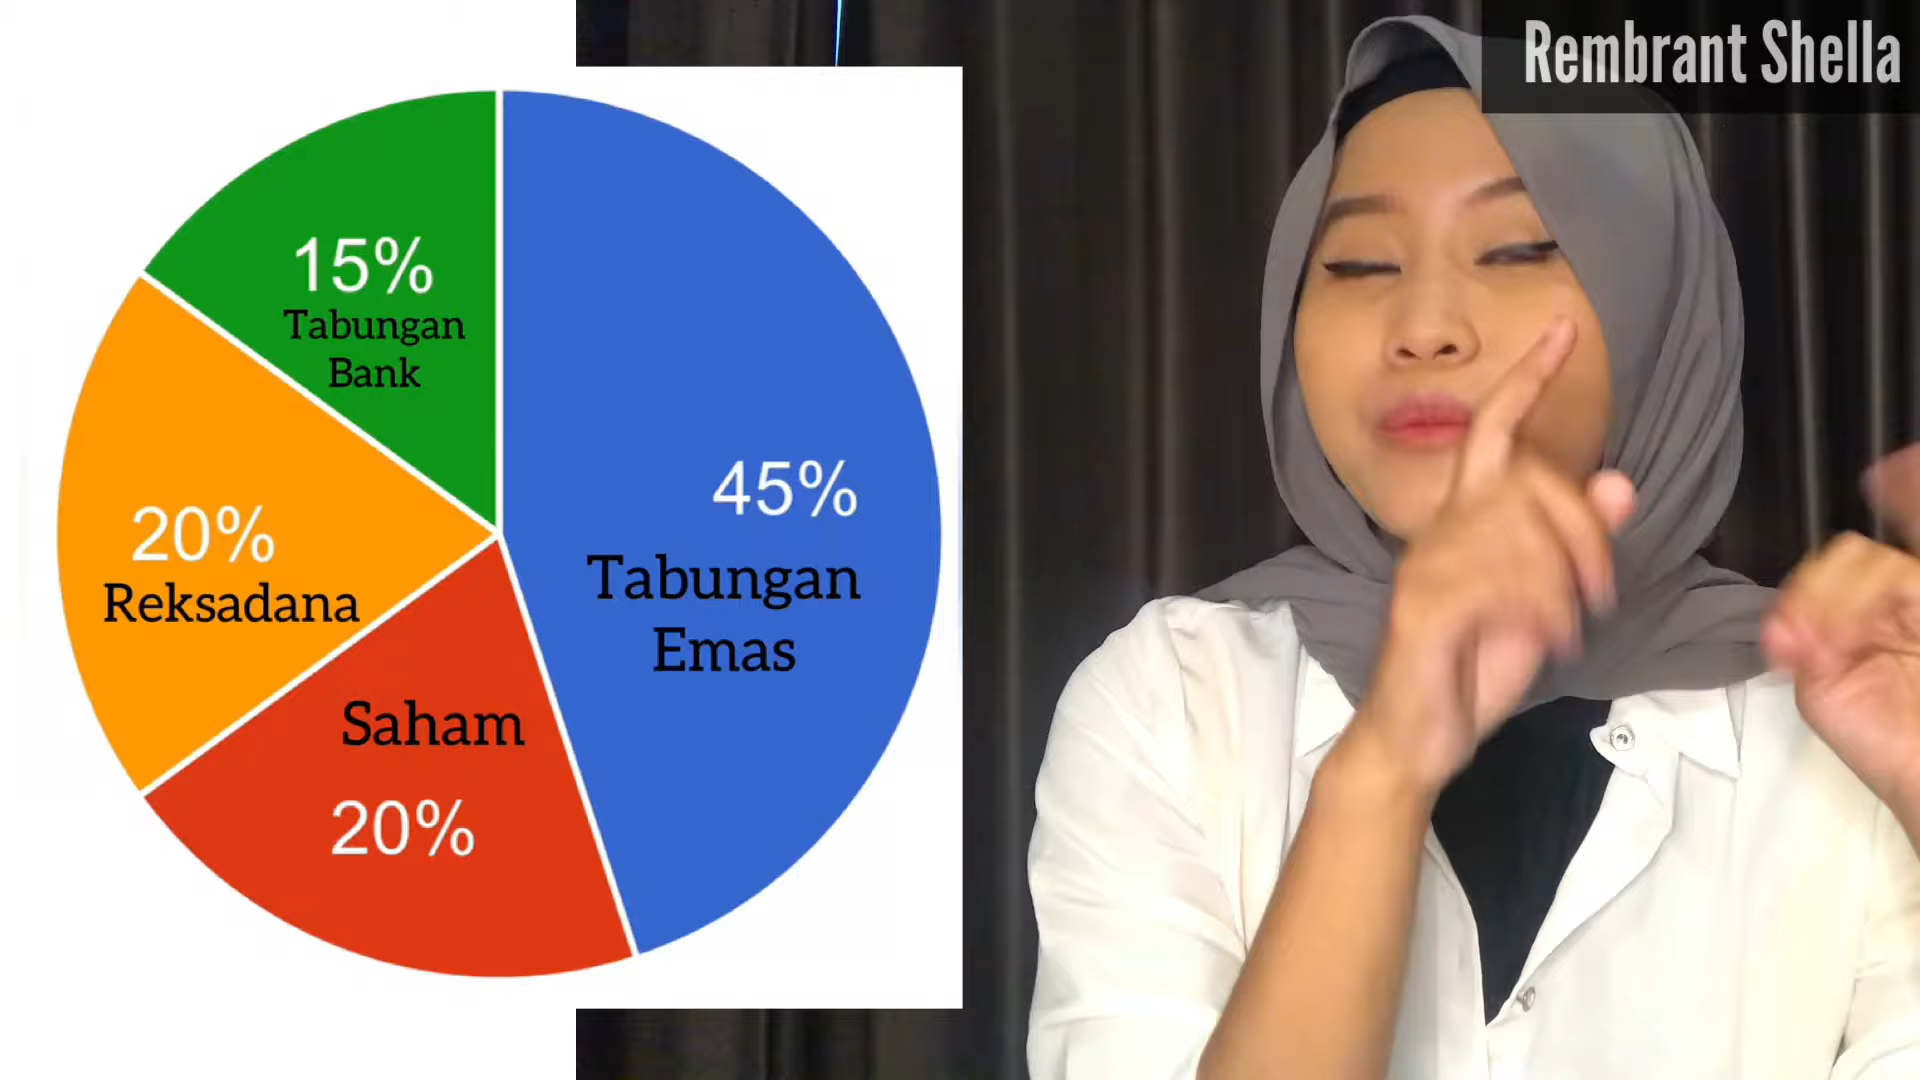 Rembrant Shella
15%
Tabungan
Bank
45%
Tabungan
Emas
20%
Reksadana
Saham
20%